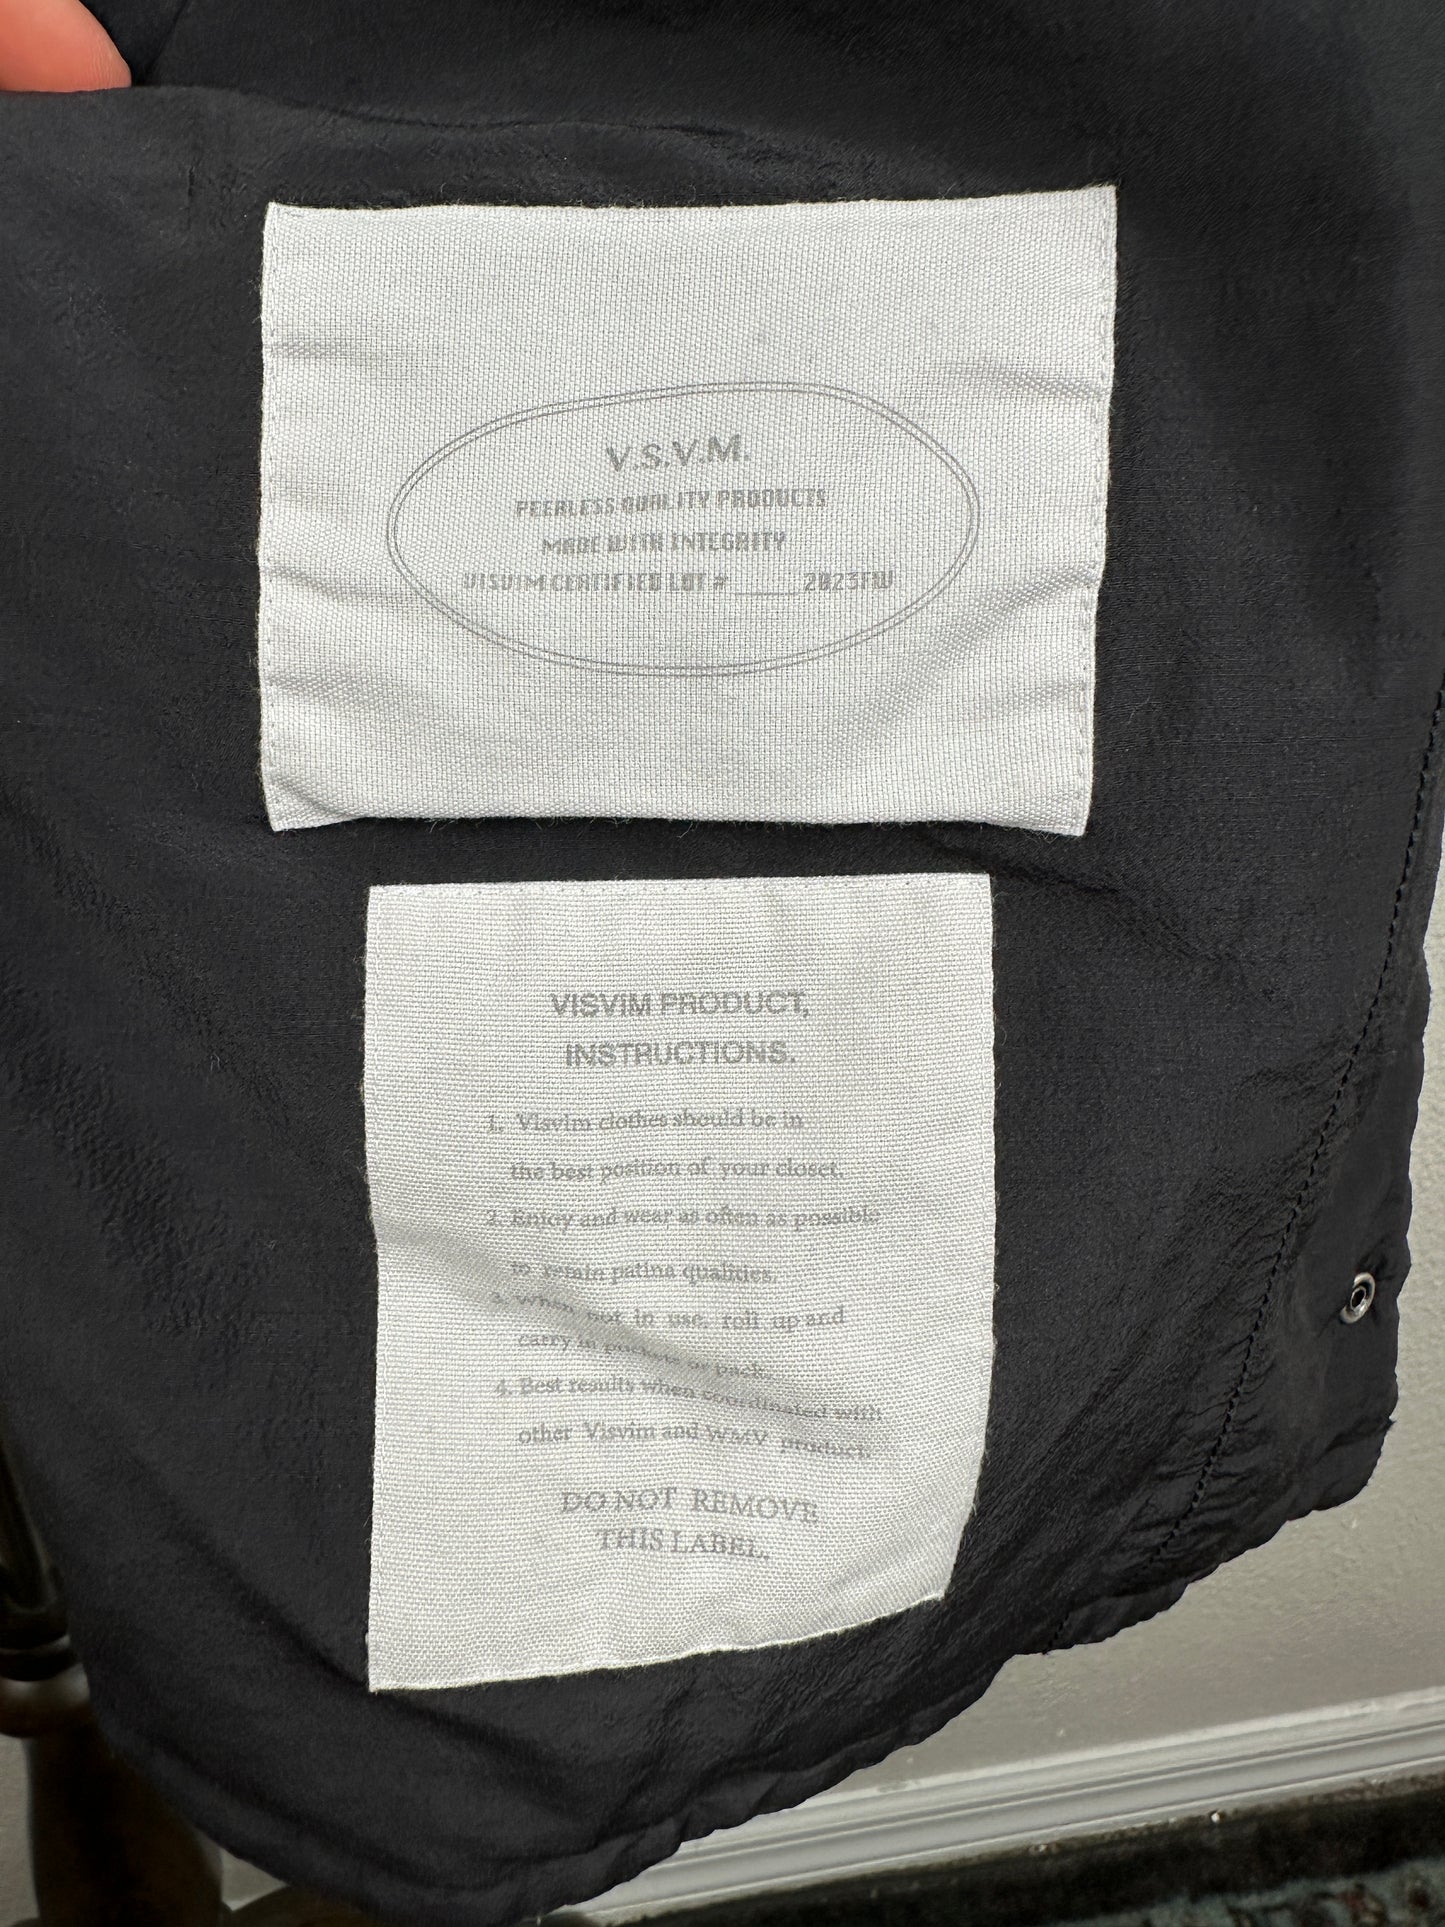 V.S.V.M.
PEERLESS QUALITY PRODUCTS
MADE WITH INTEGRITY
VISVIM CERTIFIED LOT # ____ 2023FW
VISVIM PRODUCT,
INSTRUCTIONS.
1. Visvim clothes should be in
the best position of your closet.
2. Enjoy and wear as often as possible
to remin patina qualities.
3. When not in use, roll up and
carry in pockets or pack.
4. Best results when coordinated with
other Visvim and WMV product.
DO NOT REMOVE
THIS LABEL.